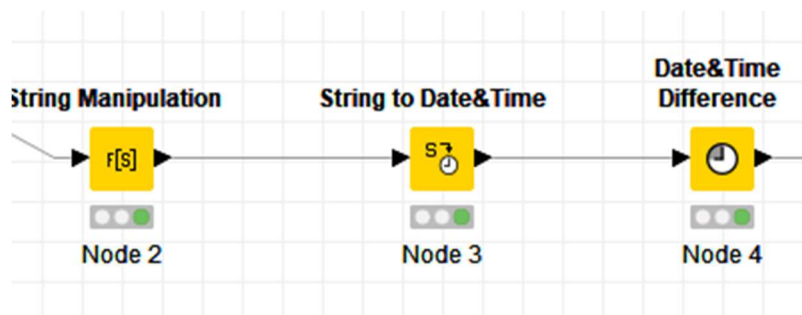 String Manipulation
String to Date&Time
Date&Time
Difference
F[S]
S
Node 2
Node 3
Node 4